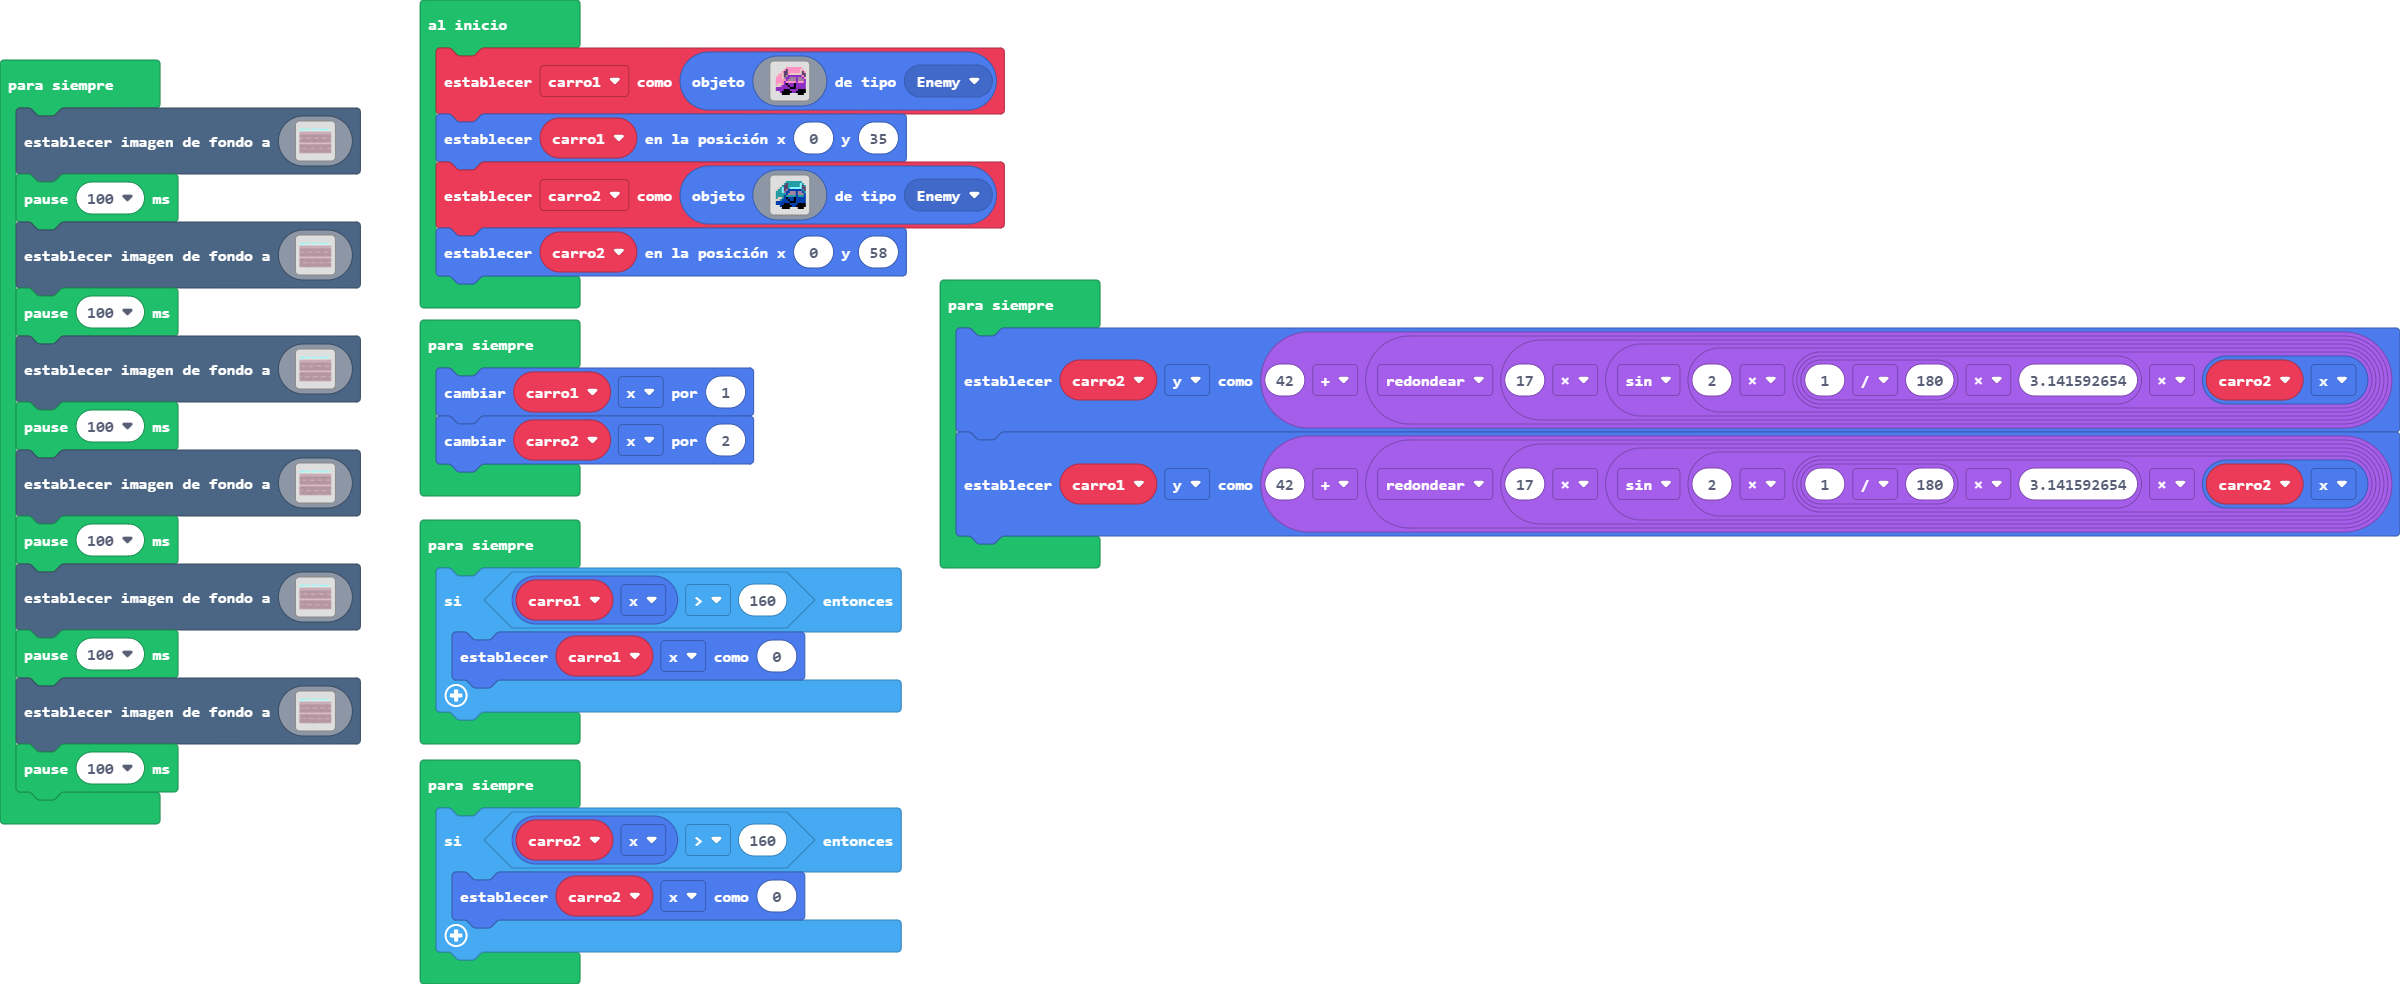 para siempre
establecer imagen de fondo a
pause 100 ms
establecer imagen de fondo a
pause 100 ms
establecer imagen de fondo a
pause 100 ms
establecer imagen de fondo a
pause 100 ms
establecer imagen de fondo a
pause 100 ms
establecer imagen de fondo a
pause 100 ms
al inicio
establecer carro1 como objeto de tipo Enemy
establecer carro1 en la posición x 0 y 35
establecer carro2 como objeto de tipo Enemy
establecer carro2 en la posición x 0 y 58
para siempre
cambiar carro1 x por 1
cambiar carro2 x por 2
para siempre
si carro1 x > 160 entonces
establecer carro1 x como 0
para siempre
si carro2 x > 160 entonces
establecer carro2 x como 0
para siempre
establecer carro2 y como 42 + redondear 17 × sin 2 × 1 / 180 × 3.141592654 × carro2 x
establecer carro1 y como 42 + redondear 17 × sin 2 × 1 / 180 × 3.141592654 × carro2 x